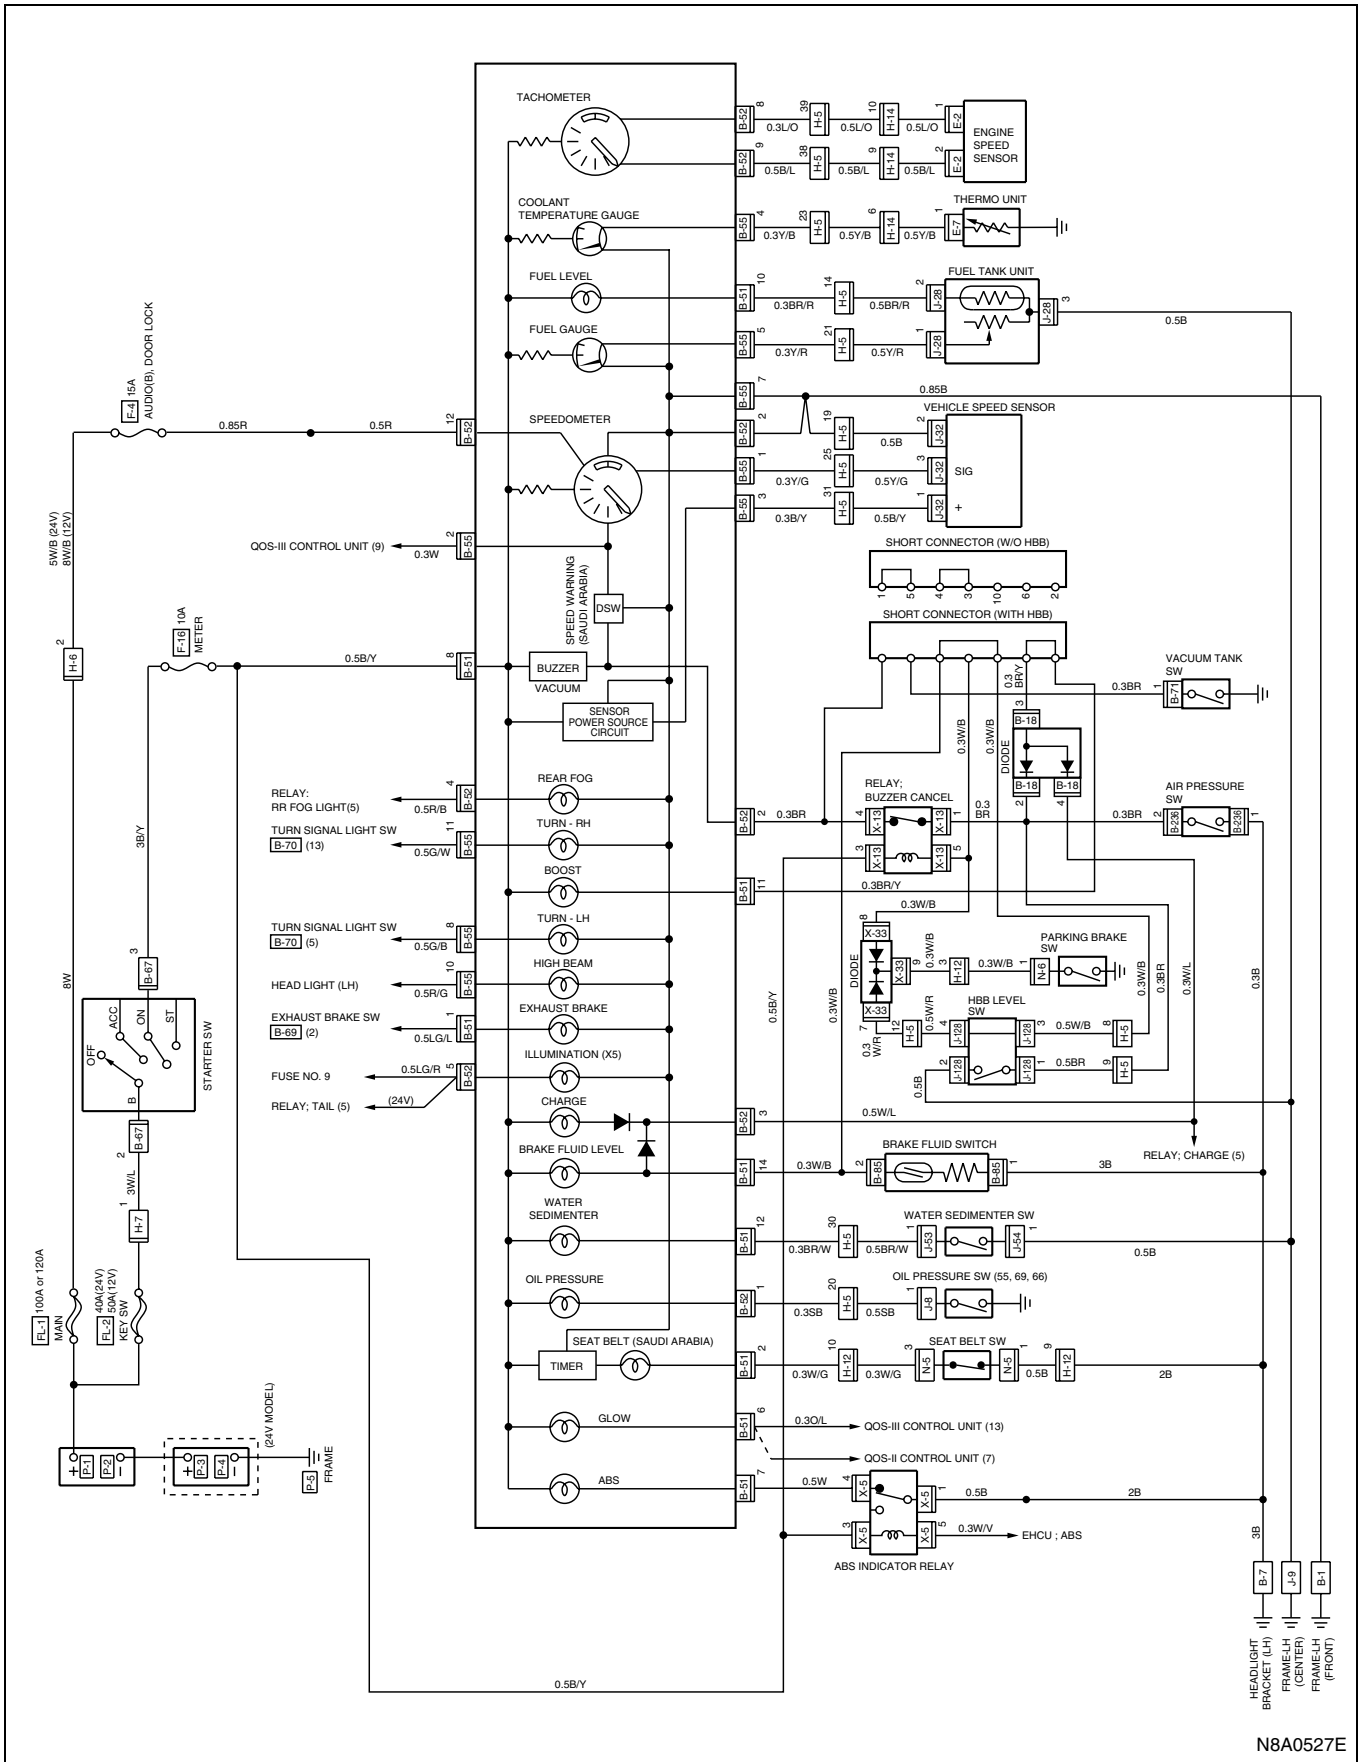 TACHOMETER
B-52
8
0.3L/O
39
H-5
0.5L/O
10
H-14
0.5L/O
1
E-2
ENGINE
SPEED
SENSOR
B-52
9
0.5B/L
38
H-5
0.5B/L
9
H-14
0.5B/L
2
E-2
COOLANT
TEMPERATURE GAUGE
B-55
4
0.3Y/B
23
H-5
0.5Y/B
6
H-14
0.5Y/B
1
E-7
THERMO UNIT
FUEL LEVEL
B-51
10
0.3BR/R
14
H-5
0.5BR/R
2
J-28
FUEL TANK UNIT
J-28
3
0.5B
FUEL GAUGE
B-55
5
0.3Y/R
21
H-5
0.5Y/R
1
J-28
B-55
7
0.85B
F-4 15A
AUDIO(B), DOOR LOCK
0.85R
0.5R
12
B-52
SPEEDOMETER
B-52
2
19
H-5
0.5B
2
J-32
VEHICLE SPEED SENSOR
B-55
1
0.3Y/G
25
H-5
0.5Y/G
3
J-32
SIG
B-55
3
0.3B/Y
31
H-5
0.5B/Y
1
J-32
+
5W/B (24V)
8W/B (12V)
QOS-III CONTROL UNIT (9)
0.3W
2
B-55
SPEED WARNING
(SAUDI ARABIA)
DSW
SHORT CONNECTOR (W/O HBB)
1
5
4
3
10
6
2
SHORT CONNECTOR (WITH HBB)
2
H-6
F-16 10A
METER
0.5B/Y
8
B-51
BUZZER
VACUUM
SENSOR
POWER SOURCE
CIRCUIT
0.3
BR/Y
0.3BR
1
B-71
VACUUM TANK
SW
0.3W/B
0.3W/B
3
B-18
DIODE
B-18
B-18
2
4
RELAY;
RR FOG LIGHT(5)
0.5R/B
4
B-52
REAR FOG
RELAY;
BUZZER CANCEL
B-52
2
0.3BR
4
X-13
X-13
1
0.3
BR
0.3BR
2
B-236
AIR PRESSURE
SW
B-236
1
TURN SIGNAL LIGHT SW
B-70 (13)
0.5G/W
11
B-55
TURN - RH
3
X-13
X-13
5
BOOST
B-51
11
0.3BR/Y
3B/Y
TURN SIGNAL LIGHT SW
B-70 (5)
0.5G/B
8
B-55
TURN - LH
0.3W/B
8
X-33
DIODE
X-33
9
0.3W/B
3
H-12
0.3W/B
1
N-6
PARKING BRAKE
SW
X-33
7
0.3
W/R
12
H-5
0.5W/R
4
J-128
HBB LEVEL
SW
J-128
3
0.5W/B
8
H-5
0.3W/B
0.3BR
0.3W/L
0.3B
HEAD LIGHT (LH)
0.5R/G
10
B-55
HIGH BEAM
8W
3
B-67
0.5B/Y
0.3W/B
EXHAUST BRAKE SW
B-69 (2)
0.5LG/L
1
B-51
EXHAUST BRAKE
OFF
ACC
ON
ST
B
STARTER SW
2
J-128
J-128
1
0.5BR
9
H-5
0.5B
FUSE NO. 9
0.5LG/R
5
B-52
ILLUMINATION (X5)
RELAY; TAIL (5)
(24V)
CHARGE
B-52
3
0.5W/L
RELAY; CHARGE (5)
B-67
2
3W/L
1
H-7
BRAKE FLUID LEVEL
B-51
14
0.3W/B
2
B-85
BRAKE FLUID SWITCH
B-85
1
3B
WATER
SEDIMENTER
B-51
12
0.3BR/W
30
H-5
0.5BR/W
1
J-53
WATER SEDIMENTER SW
J-54
1
0.5B
FL-1 100A or 120A
MAIN
FL-2 40A(24V)
50A(12V)
KEY SW
OIL PRESSURE
B-52
1
0.3SB
20
H-5
0.5SB
1
J-8
OIL PRESSURE SW (55, 69, 66)
SEAT BELT (SAUDI ARABIA)
TIMER
B-51
2
0.3W/G
10
H-12
0.3W/G
3
N-5
SEAT BELT SW
N-5
1
0.5B
9
H-12
2B
(24V MODEL)
GLOW
B-51
6
0.3O/L
QOS-III CONTROL UNIT (13)
QOS-II CONTROL UNIT (7)
+
P-1
P-2
−
+
P-3
P-4
−
P-5
FRAME
ABS
B-51
7
0.5W
4
X-5
X-5
1
0.5B
2B
3
X-5
X-5
5
0.3W/V
EHCU ; ABS
ABS INDICATOR RELAY
3B
B-7
J-9
B-1
HEADLIGHT
BRACKET (LH)
FRAME-LH
(CENTER)
FRAME-LH
(FRONT)
0.5B/Y
N8A0527E